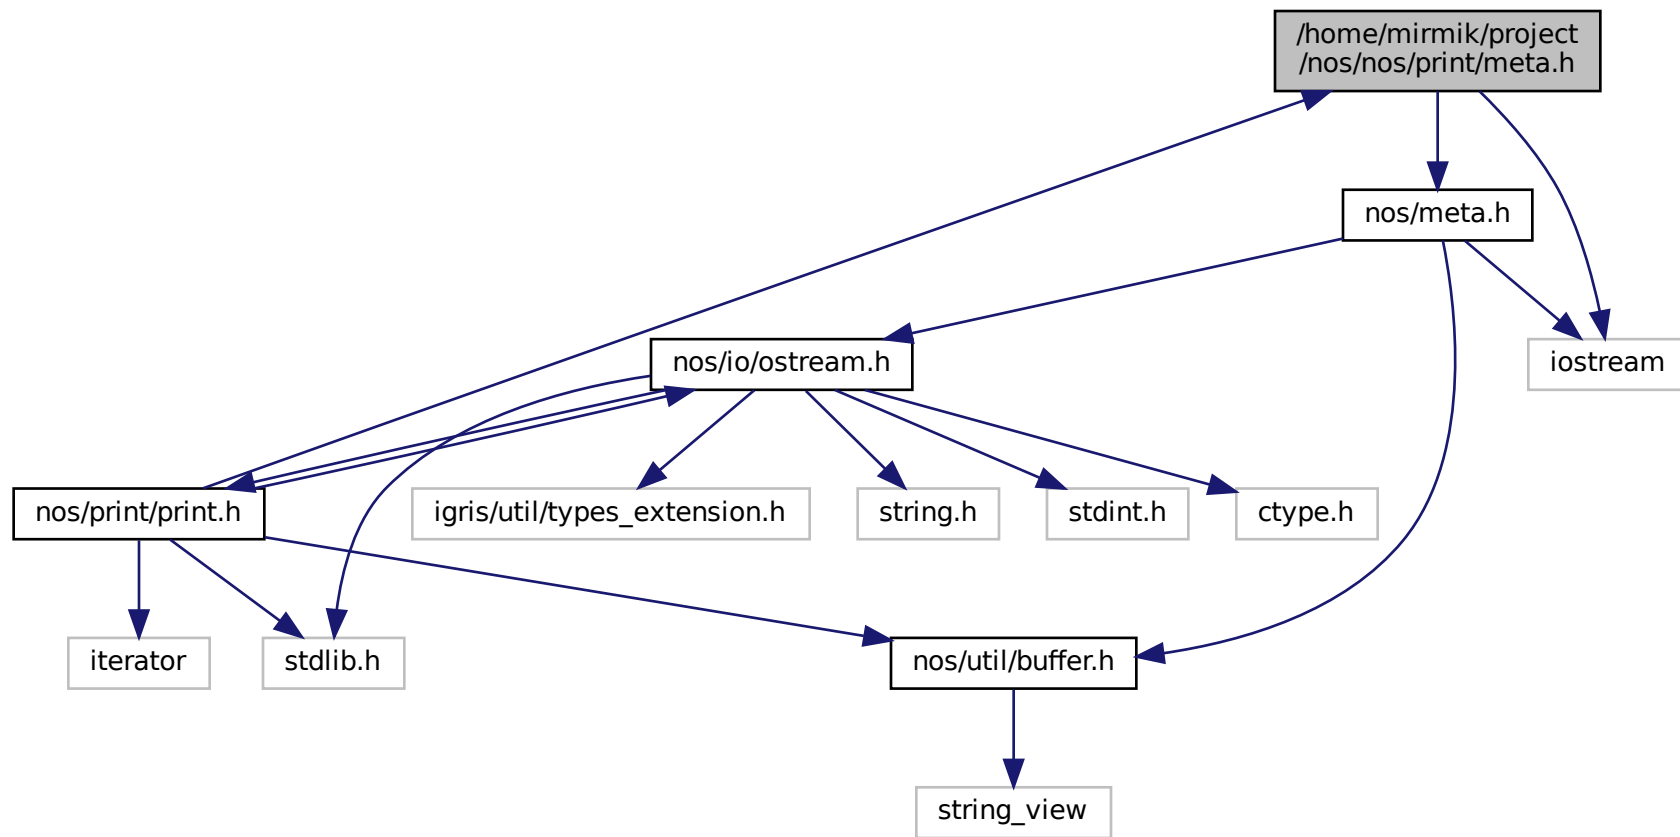 /home/mirmik/project
/nos/nos/print/meta.h
nos/meta.h
nos/io/ostream.h
iostream
nos/print/print.h
igris/util/types_extension.h
string.h
stdint.h
ctype.h
iterator
stdlib.h
nos/util/buffer.h
string_view